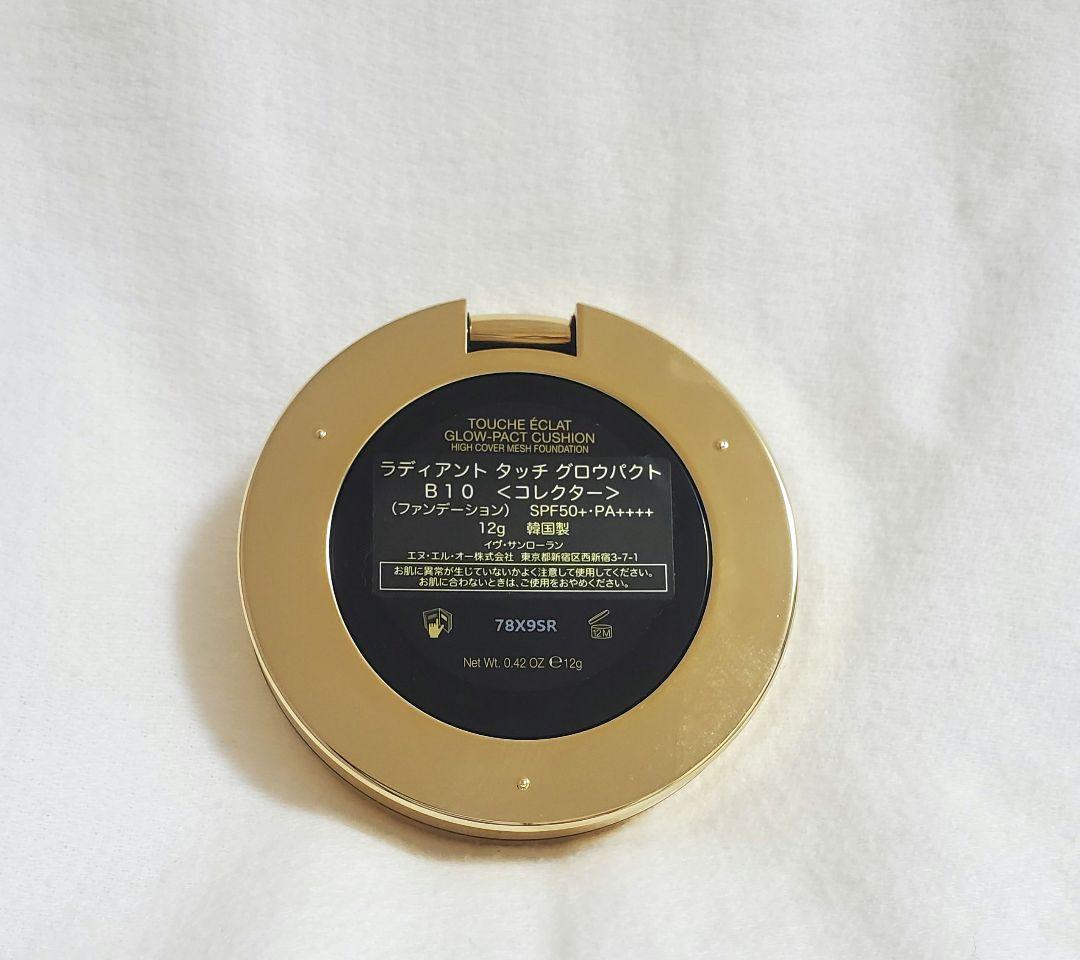 TOUCHE ÉCLAT
GLOW-PACT CUSHION
HIGH COVER MESH FOUNDATION
ラディアント タッチ グロウパクト
B10 <コレクター>
(ファンデーション) SPF50+・PA++++
12g 韓国製
イヴ・サンローラン
エヌ・エル・オー株式会社 東京都新宿区西新宿3-7-1
お肌に異常が生じていないかよく注意して使用してください。
お肌に合わないときは、ご使用をおやめください。
78X9SR
12M
Net Wt. 0.42 OZ ℮12g